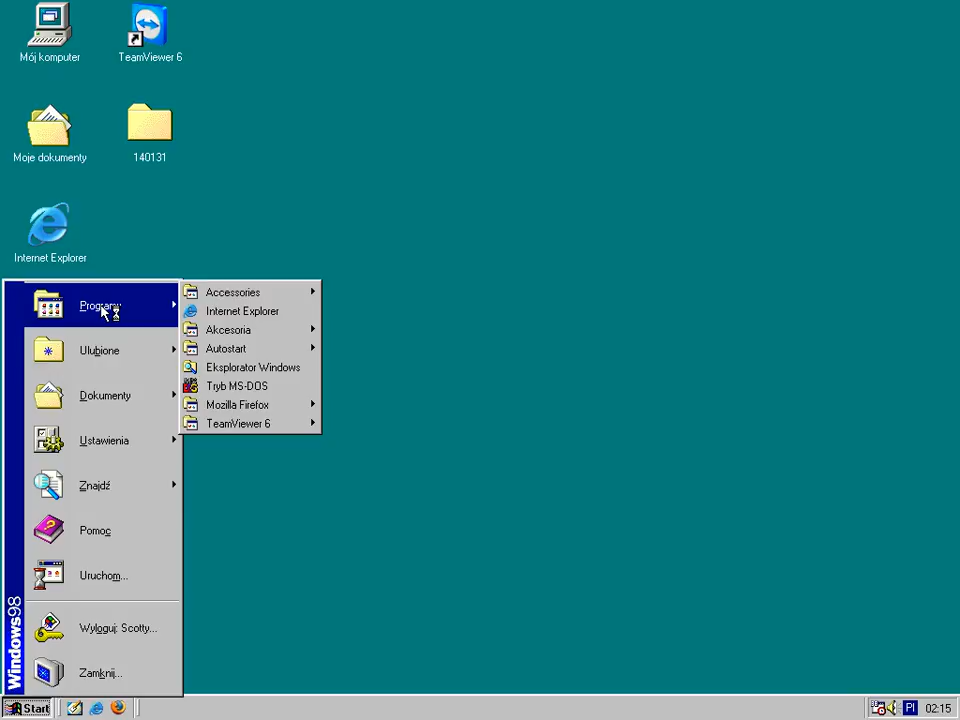 Mój komputer
TeamViewer 6
Moje dokumenty
140131
Internet Explorer
Programy
Ulubione
Dokumenty
Ustawienia
Znajdź
Pomoc
Uruchom...
Wyloguj: Scotty...
Zamknij...
Windows98
Accessories
Internet Explorer
Akcesoria
Autostart
Eksplorator Windows
Tryb MS-DOS
Mozilla Firefox
TeamViewer 6
Start
Pl
02:15